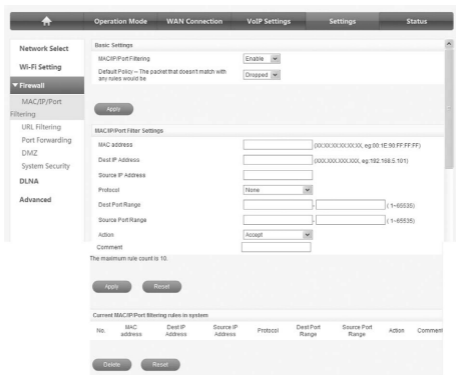 Operation Mode WAN Connection VoIP Settings Settings Status
Network Select
Wi-Fi Setting
Firewall
MAC/IP/Port
Filtering
URL Filtering
Port Forwarding
DMZ
System Security
DLNA
Advanced
Basic Settings
MAC/IP/Port Filtering Enable
Default Policy -- The packet that doesn't match with
any rules would be Dropped
Apply
MAC/IP/Port Filter Settings
MAC address (XX:XX:XX:XX:XX:XX, eg:00:1E:90:FF:FF:FF)
Dest IP Address (XXX.XXX.XXX.XXX, eg:192.168.5.101)
Source IP Address
Protocol None
Dest Port Range - ( 1~65535)
Source Port Range - ( 1~65535)
Action Accept
Comment
The maximum rule count is 10.
Apply Reset
Current MAC/IP/Port filtering rules in system
No. MAC address Dest IP Address Source IP Address Protocol Dest Port Range Source Port Range Action Comment
Delete Reset